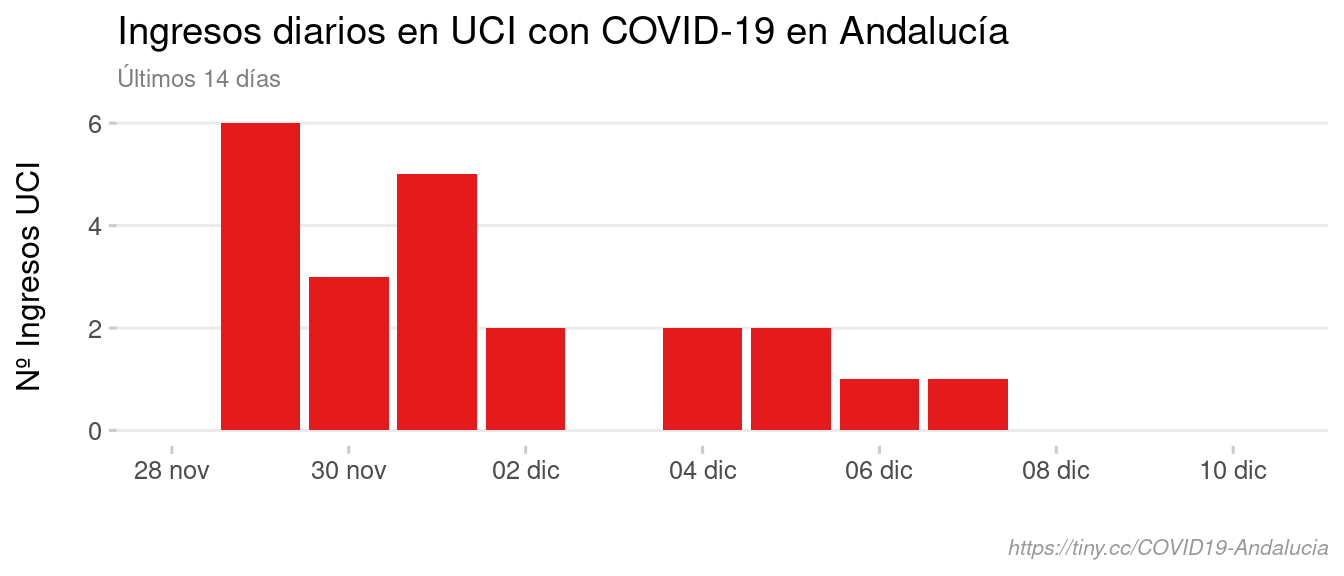 Ingresos diarios en UCI con COVID-19 en Andalucía
Últimos 14 días
Nº Ingresos UCI
6
4
2
0
28 nov
30 nov
02 dic
04 dic
06 dic
08 dic
10 dic
https://tiny.cc/COVID19-Andalucia